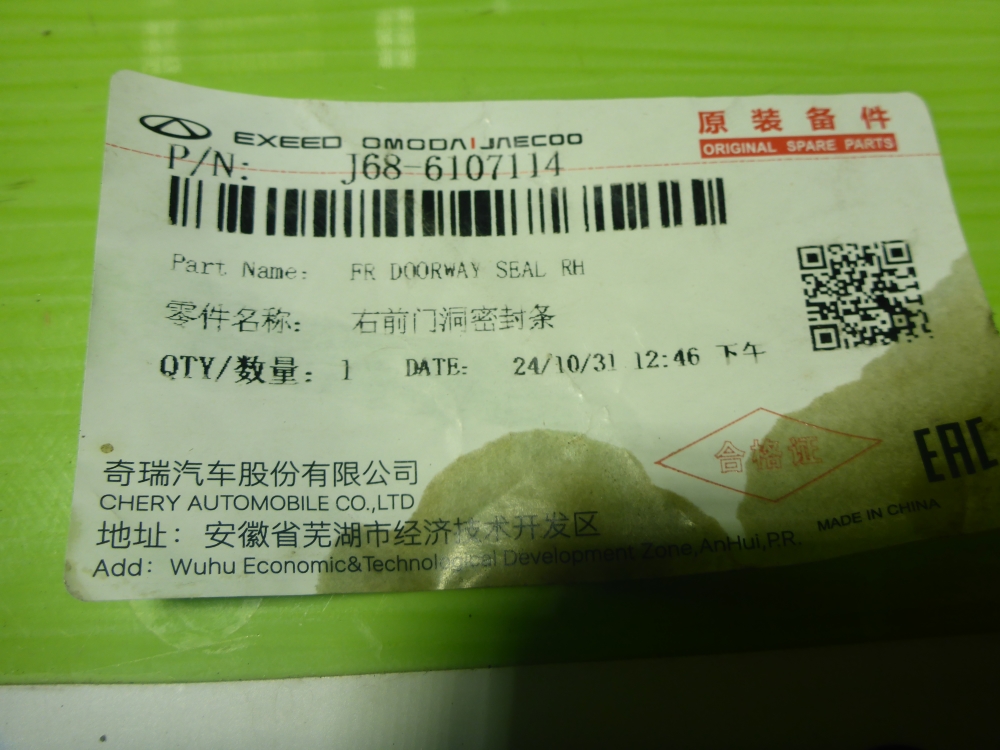 EXEED OMODA|JAECOO
原装备件
ORIGINAL SPARE PARTS
P/N: J68-6107114
Part Name: FR DOORWAY SEAL RH
零件名称: 右前门洞密封条
QTY/数量: 1 DATE: 24/10/31 12:46 下午
合格证
EAC
奇瑞汽车股份有限公司
CHERY AUTOMOBILE CO.,LTD
MADE IN CHINA
地址: 安徽省芜湖市经济技术开发区
Add: Wuhu Economic&Technological Development Zone,AnHui,P.R.